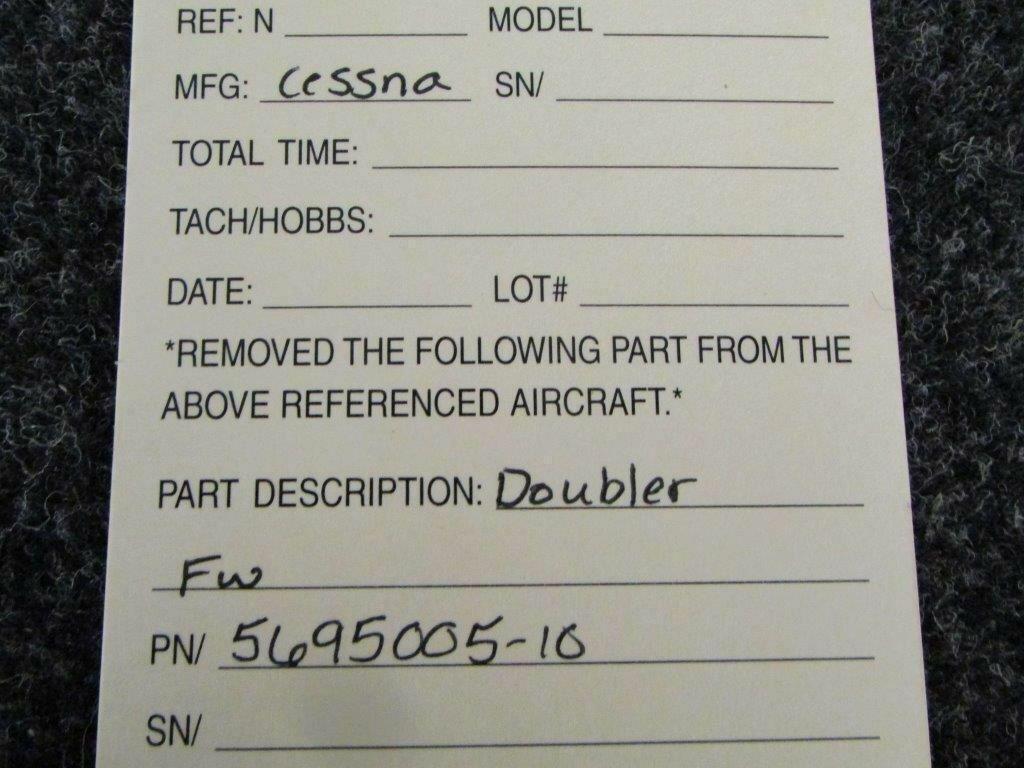 REF: N MODEL
MFG: Cessna SN/
TOTAL TIME:
TACH/HOBBS:
DATE: LOT#
*REMOVED THE FOLLOWING PART FROM THE
ABOVE REFERENCED AIRCRAFT.*
PART DESCRIPTION: Doubler
Fw
PN/ 5695005-10
SN/